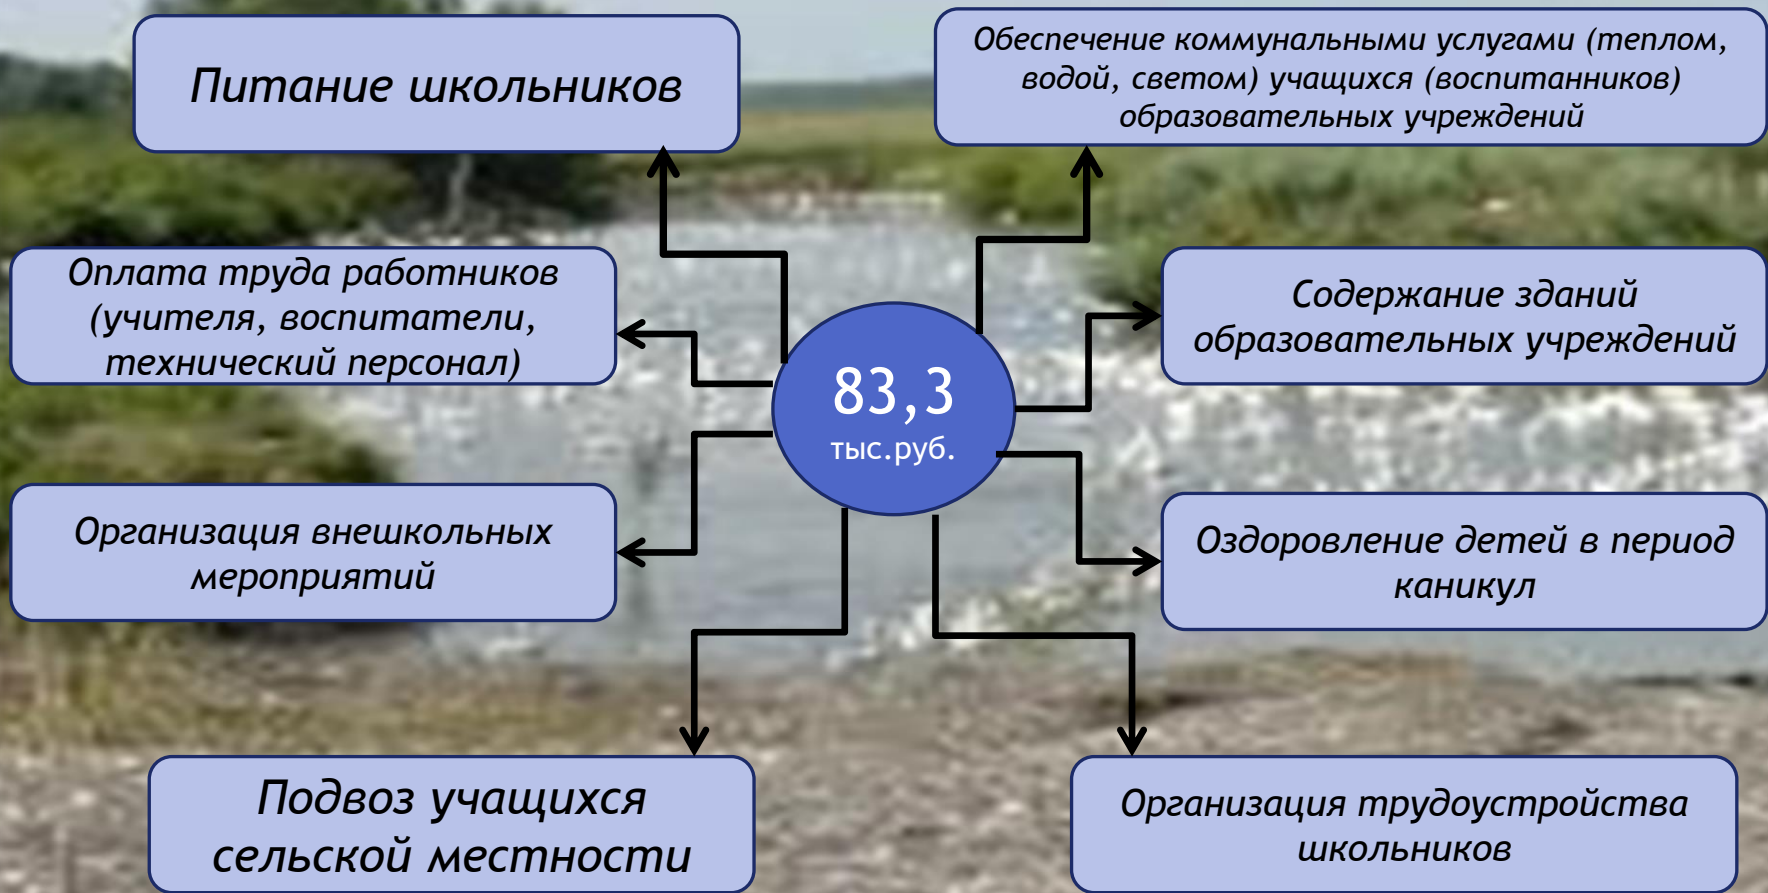 Питание школьников
Обеспечение коммунальными услугами (теплом,
водой, светом) учащихся (воспитанников)
образовательных учреждений
Оплата труда работников
(учителя, воспитатели,
технический персонал)
Содержание зданий
образовательных учреждений
83,3
тыс.руб.
Организация внешкольных
мероприятий
Оздоровление детей в период
каникул
Подвоз учащихся
сельской местности
Организация трудоустройства
школьников